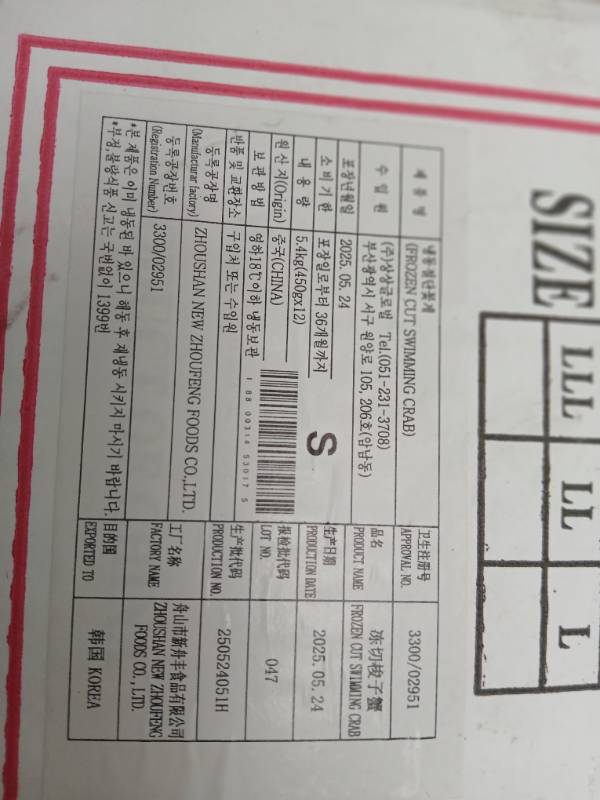 SIZE
LLL
LL
L
제 품 명
냉동절단꽃게
(FROZEN CUT SWIMMING CRAB)
수 입 원
(주)상상글로벌 Tel.(051-231-3708)
부산광역시 서구 원양로 105, 206호(암남동)
포장년월일
2025. 05. 24
소 비 기 한
포장일로부터 36개월까지
내 용 량
5.4kg(450gx12)
S
원 산 지(Origin)
중국(CHINA)
보 관 방 법
영하18℃이하 냉동보관
반품 및 교환장소
구입처 또는 수입원
1 88 00314 53017 5
등록공장명
(Manufacturar factory)
ZHOUSHAN NEW ZHOUFENG FOODS CO.,LTD.
등록공장번호
(Registration Number)
3300/02951
*본 제품은 이미 냉동된 바 있으니 해동 후 재냉동 시키지 마시기 바랍니다.
*부정,불량식품 신고는 국번없이 1399번
卫生注册号
APPROVAL NO.
3300/02951
品名
PRODUCT NAME
冻切梭子蟹
FROZEN CUT SWIMMING CRAB
生产日期
PRODUCTION DATE
2025. 05. 24
报检批代码
LOT NO.
047
生产批代码
PRODUCTION NO.
250524051H
工厂名称
FACTORY NAME
舟山市新舟丰食品有限公司
ZHOUSHAN NEW ZHOUFENG
FOODS CO., LTD.
目的国
EXPORTED TO
韩国 KOREA